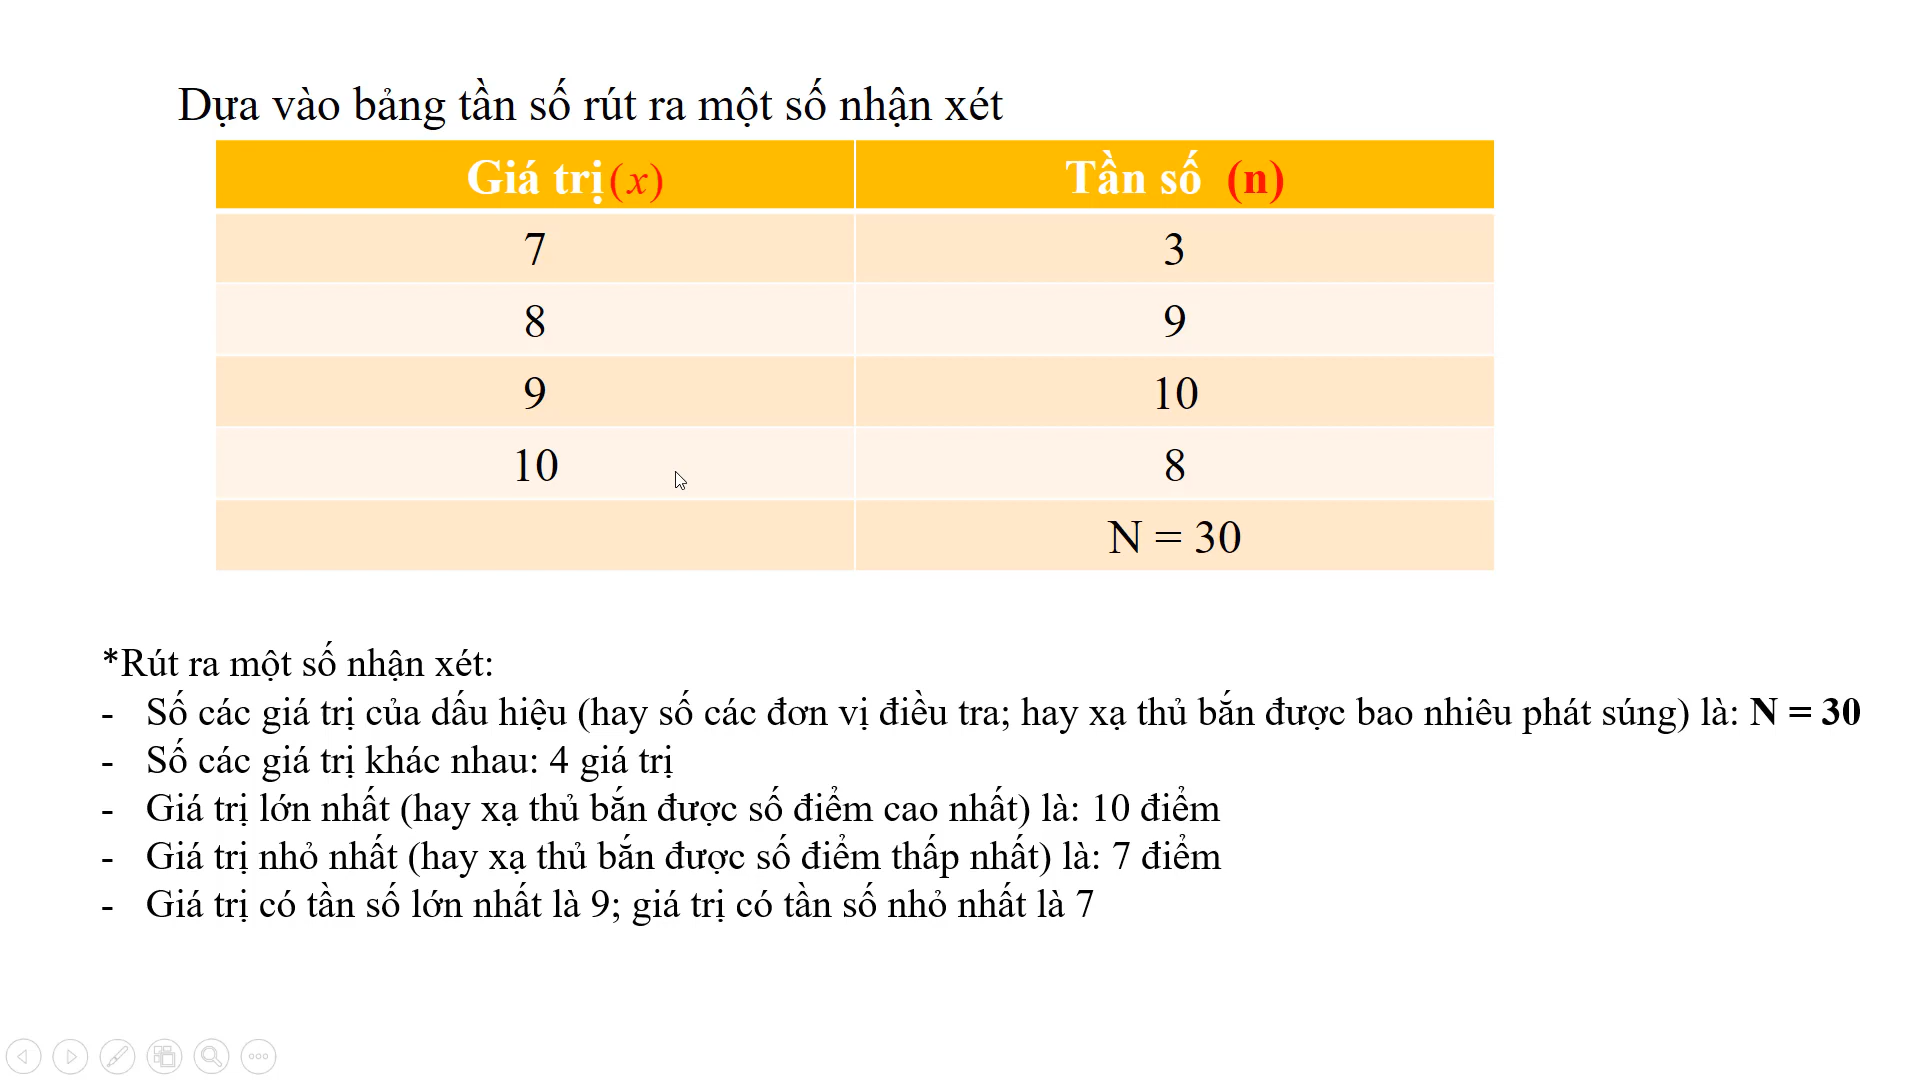 Dựa vào bảng tần số rút ra một số nhận xét
Giá trị (x) Tần số (n)
7 3
8 9
9 10
10 8
N = 30
*Rút ra một số nhận xét:
- Số các giá trị của dấu hiệu (hay số các đơn vị điều tra; hay xạ thủ bắn được bao nhiêu phát súng) là: N = 30
- Số các giá trị khác nhau: 4 giá trị
- Giá trị lớn nhất (hay xạ thủ bắn được số điểm cao nhất) là: 10 điểm
- Giá trị nhỏ nhất (hay xạ thủ bắn được số điểm thấp nhất) là: 7 điểm
- Giá trị có tần số lớn nhất là 9; giá trị có tần số nhỏ nhất là 7